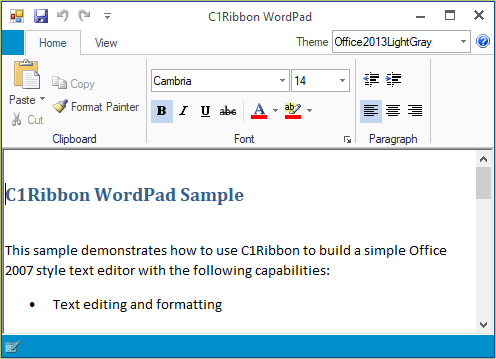 C1Ribbon WordPad
Home View Theme Office2013LightGray
Paste Copy Cambria 14
Format Painter
Cut B I U abc A ab
Clipboard Font Paragraph
C1Ribbon WordPad Sample
This sample demonstrates how to use C1Ribbon to build a simple Office
2007 style text editor with the following capabilities:
• Text editing and formatting